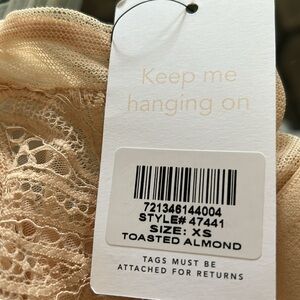 Keep me
hanging on
721346144004
STYLE# 47441
SIZE: XS
TOASTED ALMOND
TAGS MUST BE
ATTACHED FOR RETURNS